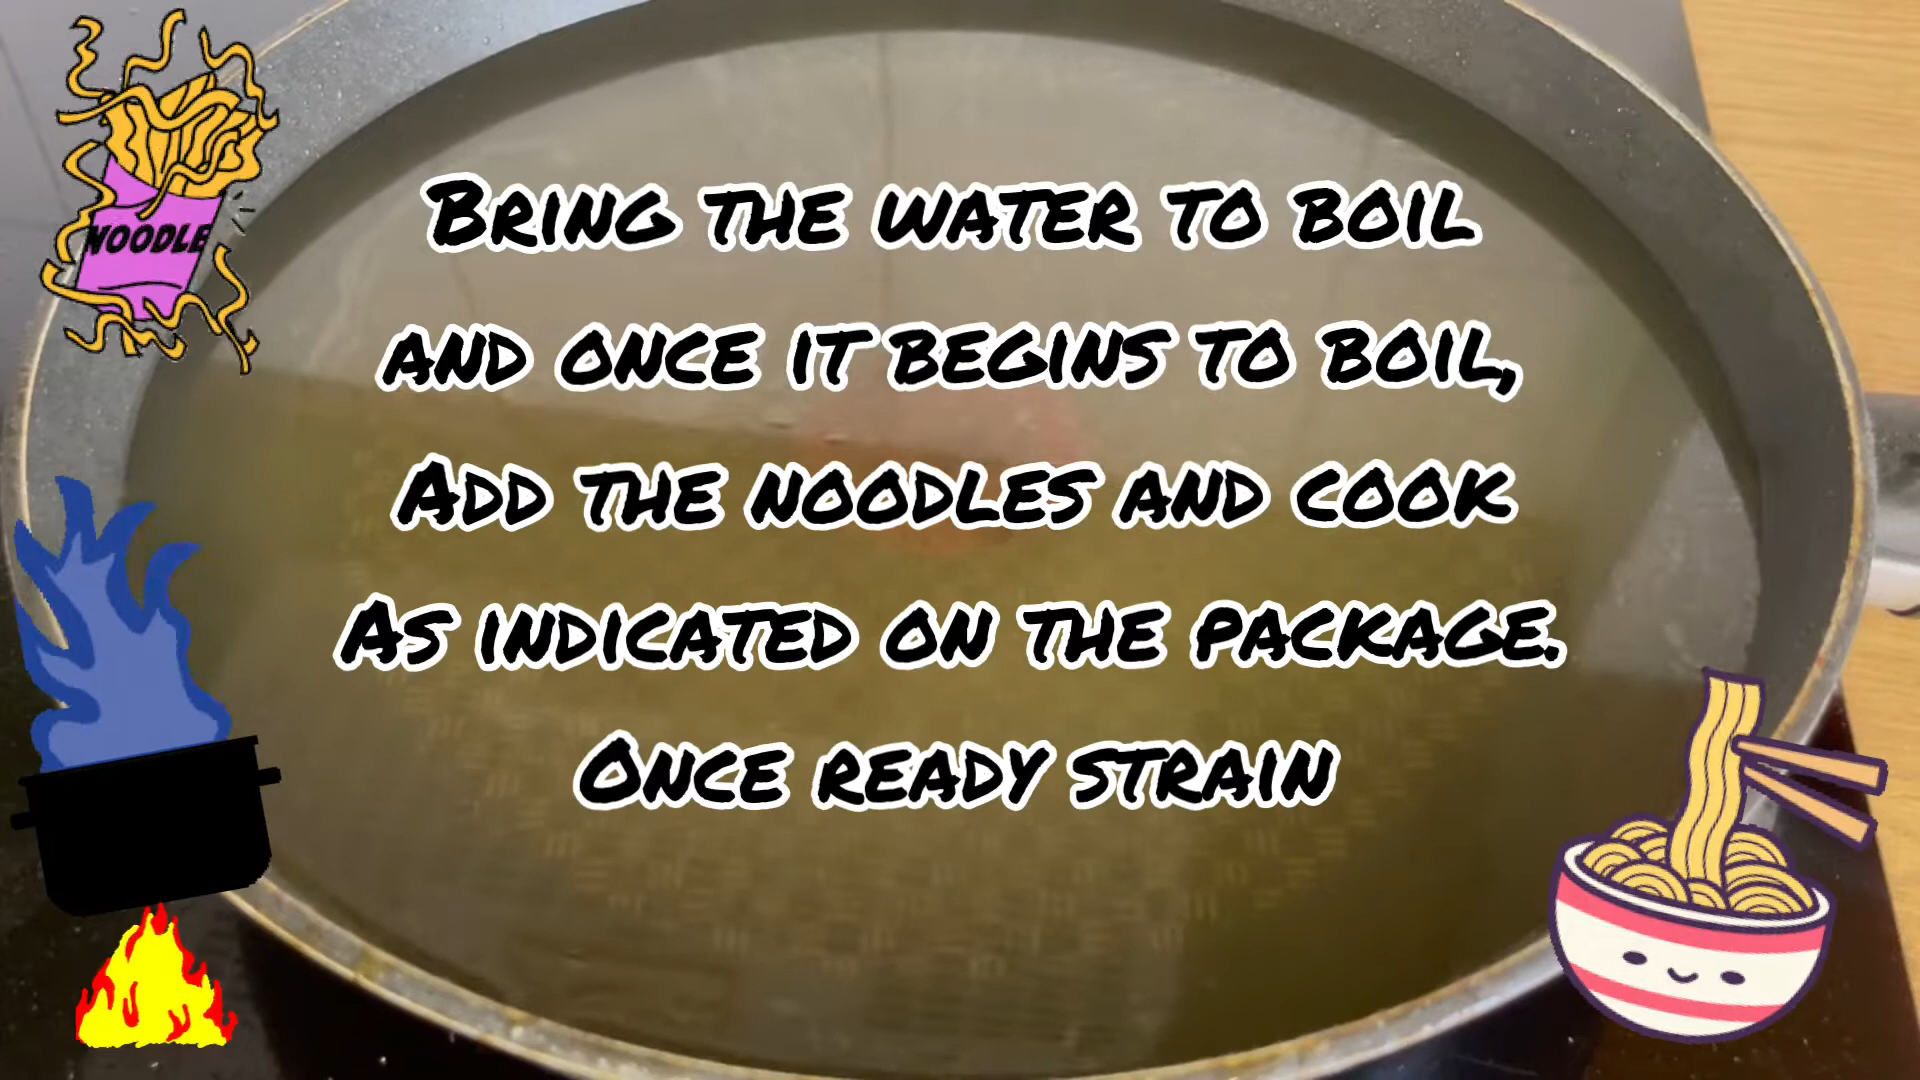 NOODLE
Bring the water to boil
and once it begins to boil,
Add the noodles and cook
As indicated on the package.
Once ready strain